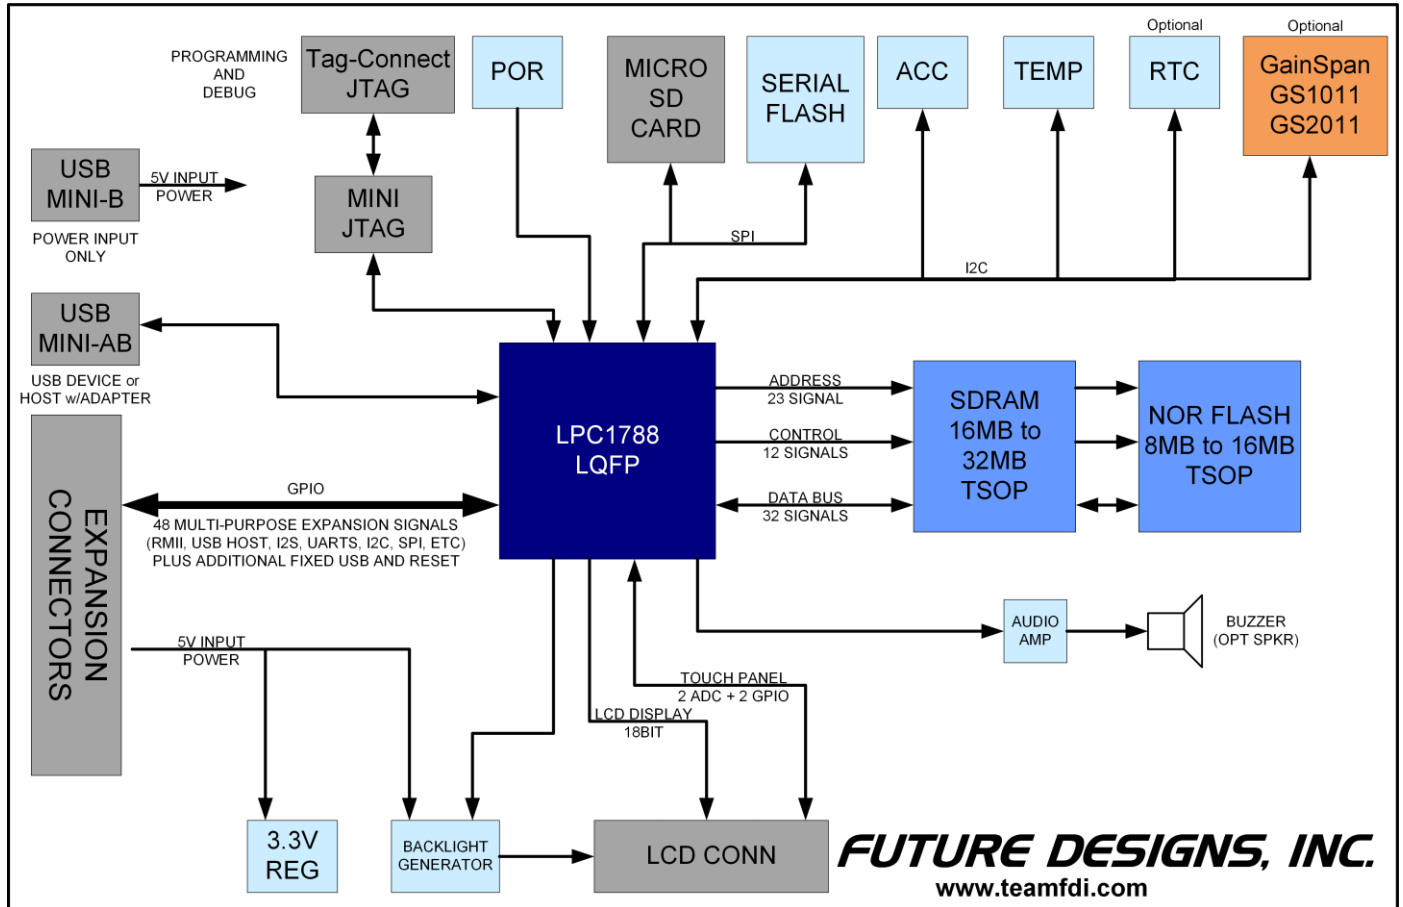 PROGRAMMING
AND
DEBUG
Tag-Connect
JTAG
POR
MICRO
SD
CARD
SERIAL
FLASH
ACC
TEMP
Optional
RTC
Optional
GainSpan
GS1011
GS2011
USB
MINI-B
5V INPUT
POWER
POWER INPUT
ONLY
MINI
JTAG
SPI
I2C
USB
MINI-AB
USB DEVICE or
HOST w/ADAPTER
LPC1788
LQFP
ADDRESS
23 SIGNAL
CONTROL
12 SIGNALS
DATA BUS
32 SIGNALS
SDRAM
16MB to
32MB
TSOP
NOR FLASH
8MB to 16MB
TSOP
EXPANSION
CONNECTORS
GPIO
48 MULTI-PURPOSE EXPANSION SIGNALS
(RMII, USB HOST, I2S, UARTS, I2C, SPI, ETC)
PLUS ADDITIONAL FIXED USB AND RESET
5V INPUT
POWER
AUDIO
AMP
BUZZER
(OPT SPKR)
TOUCH PANEL
2 ADC + 2 GPIO
LCD DISPLAY
18BIT
3.3V
REG
BACKLIGHT
GENERATOR
LCD CONN
FUTURE DESIGNS, INC.
www.teamfdi.com